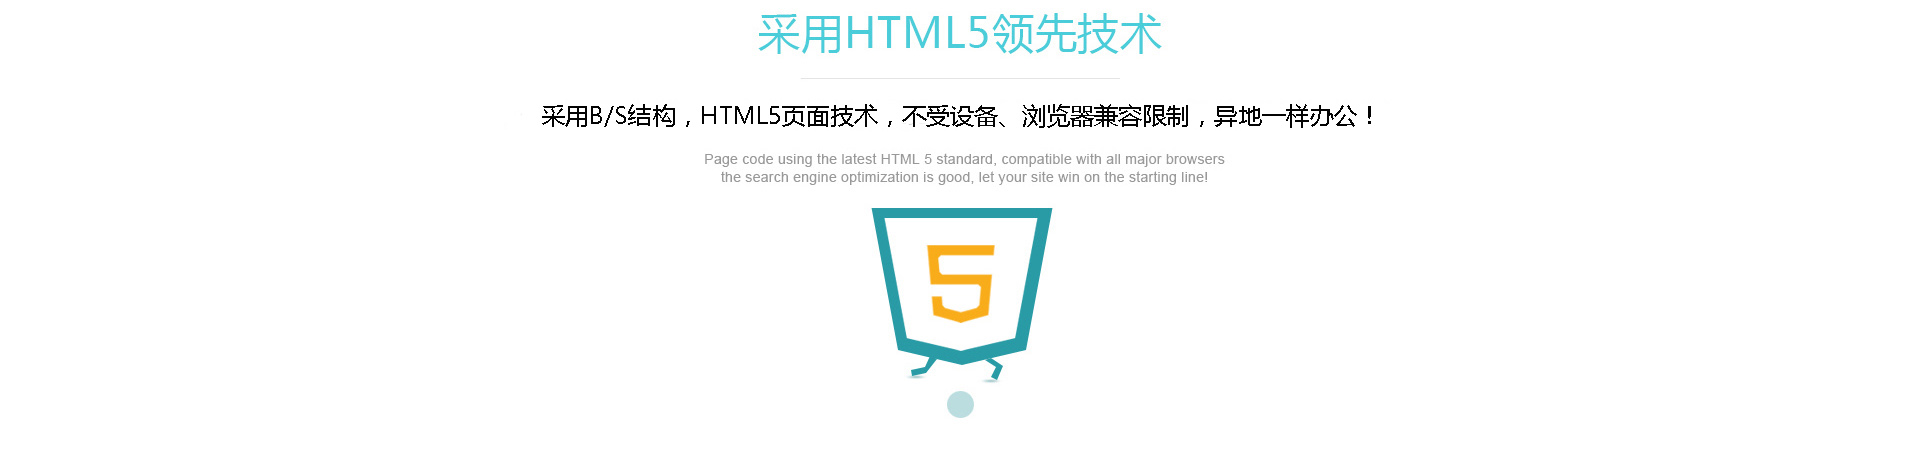 采用HTML5领先技术
采用B/S结构，HTML5页面技术，不受设备、浏览器兼容限制，异地一样办公！
Page code using the latest HTML 5 standard, compatible with all major browsers
the search engine optimization is good, let your site win on the starting line!
5